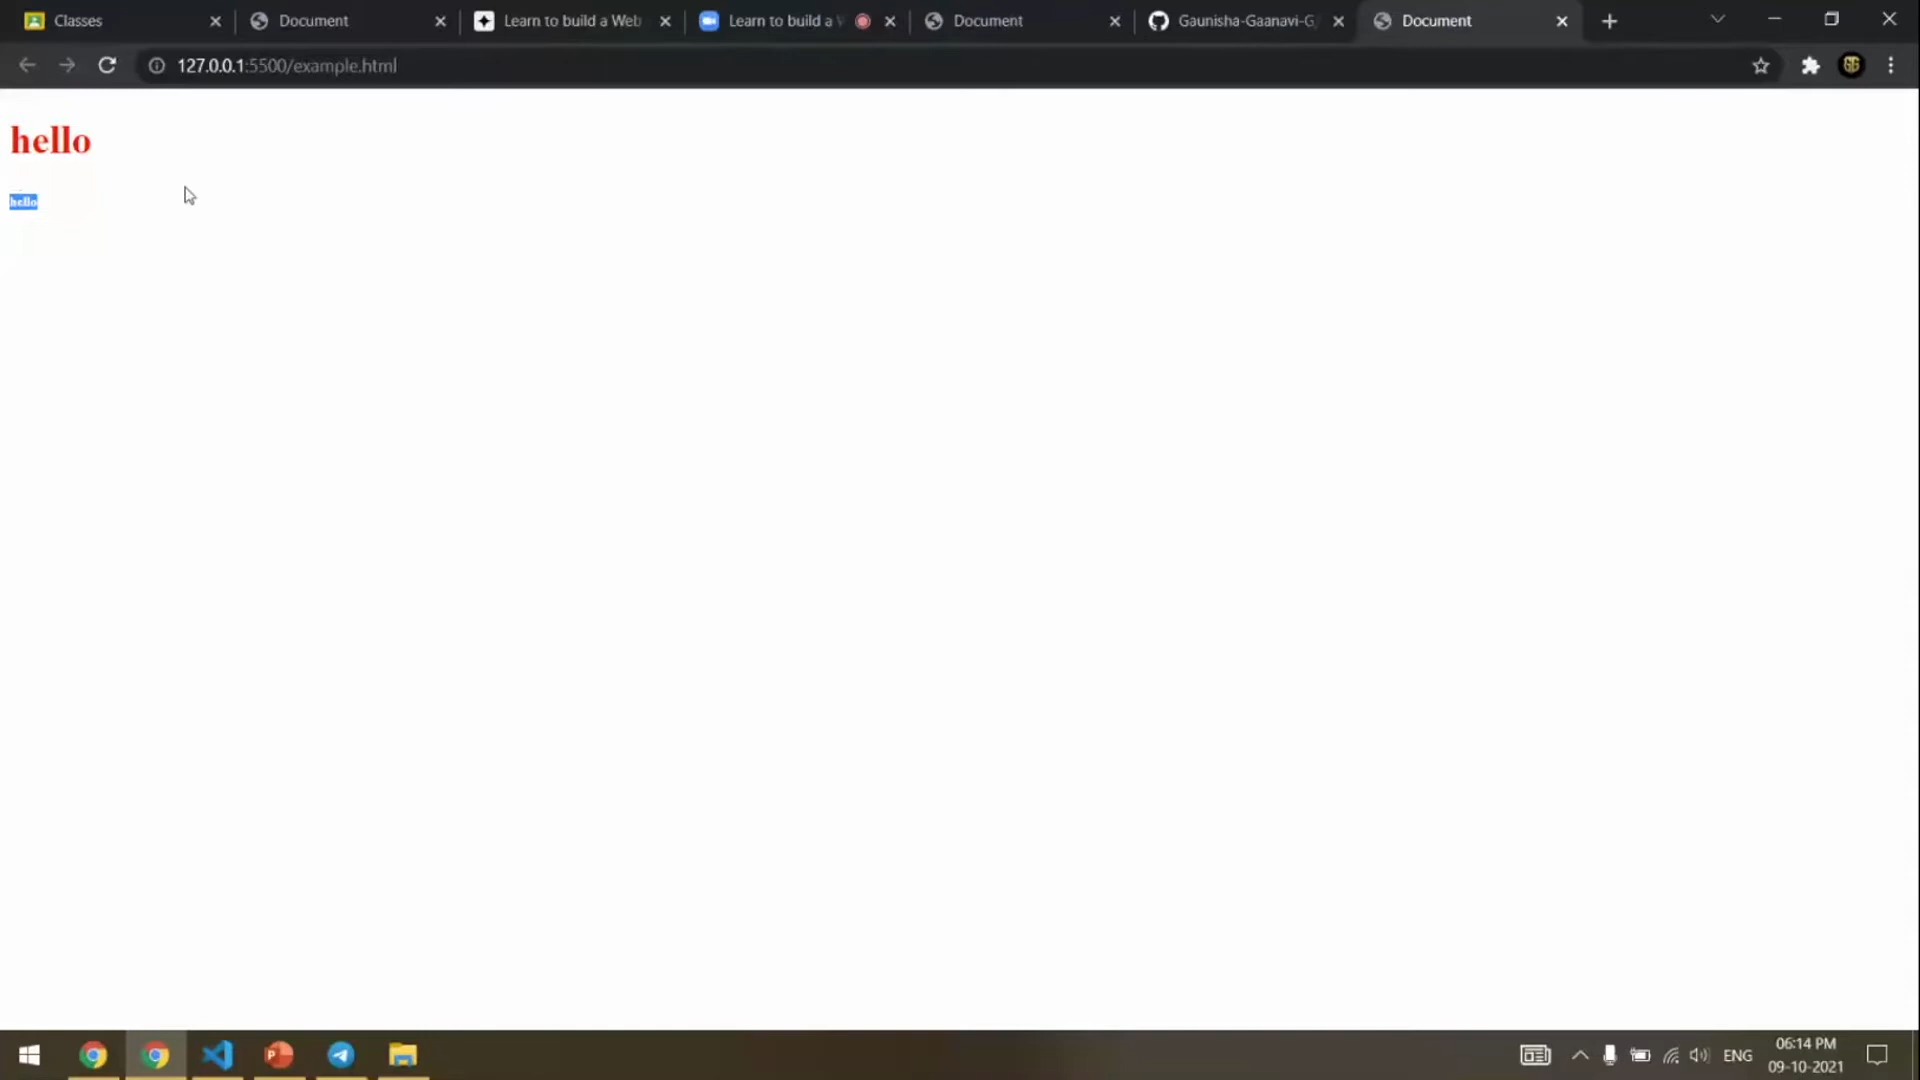 Classes
Document
Learn to build a Web
Learn to build a
Document
Gaunisha-Gaanavi-G
Document
127.0.0.1:5500/example.html
hello
hello
ENG
06:14 PM
09-10-2021